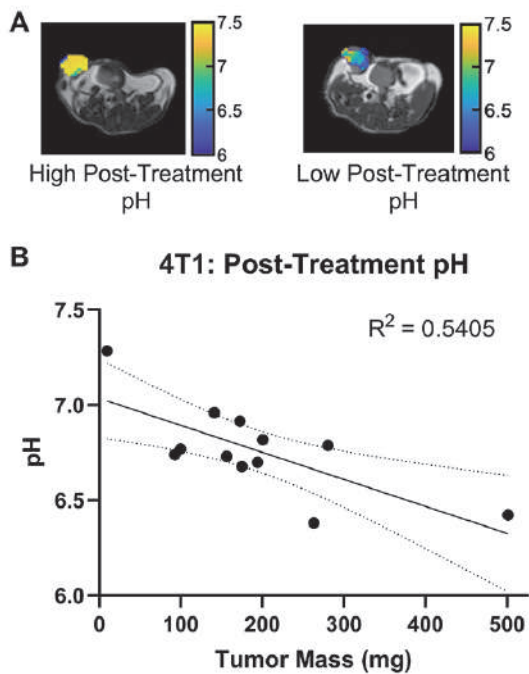 A
7.5
7
6.5
6
7.5
7
6.5
6
High Post-Treatment
pH
Low Post-Treatment
pH
B
4T1: Post-Treatment pH
R² = 0.5405
7.5
7.0
6.5
6.0
pH
0
100
200
300
400
500
Tumor Mass (mg)